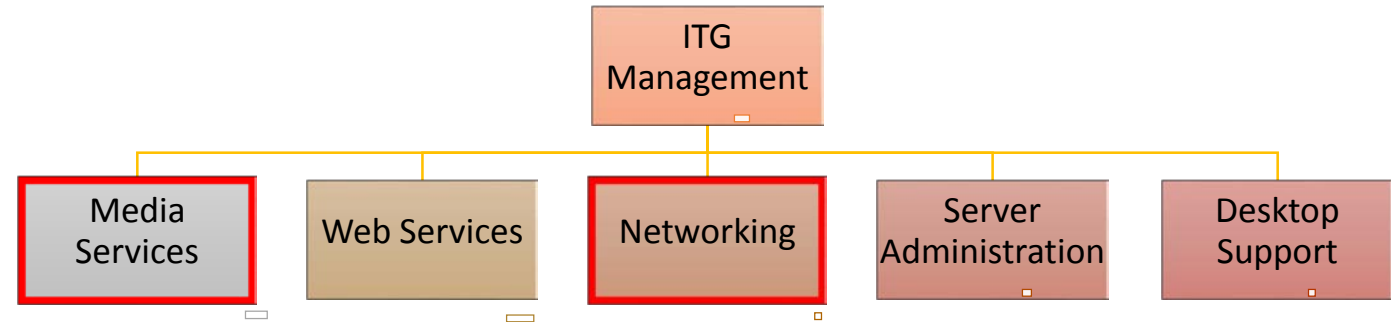 ITG
Management
Media
Services
Web Services
Networking
Server
Administration
Desktop
Support